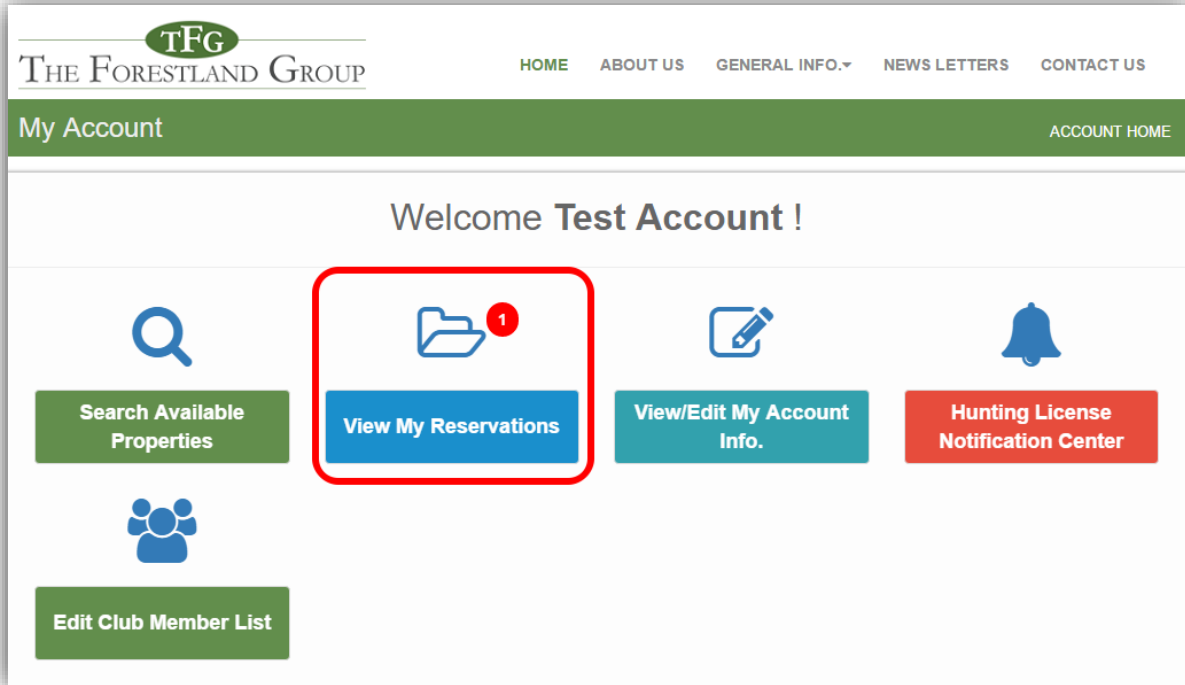 TFG
THE FORESTLAND GROUP
HOME ABOUT US GENERAL INFO. NEWS LETTERS CONTACT US
My Account
ACCOUNT HOME
Welcome Test Account !
1
Search Available
Properties
View My Reservations
View/Edit My Account
Info.
Hunting License
Notification Center
Edit Club Member List